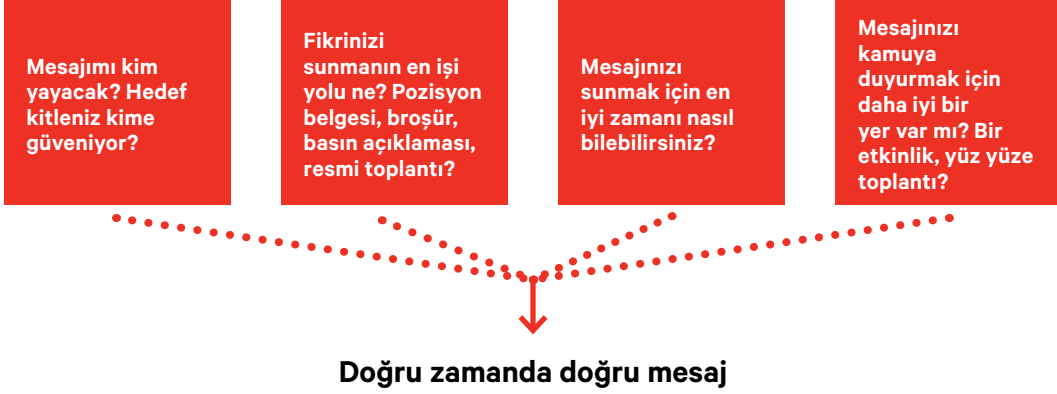 Mesajımı kim
yayacak? Hedef
kitleniz kime
güveniyor?
Fikrinizi
sunmanın en işi
yolu ne? Pozisyon
belgesi, broşür,
basın açıklaması,
resmi toplantı?
Mesajınızı
sunmak için en
iyi zamanı nasıl
bilebilirsiniz?
Mesajınızı
kamuya
duyurmak için
daha iyi bir
yer var mı? Bir
etkinlik, yüz yüze
toplantı?
Doğru zamanda doğru mesaj